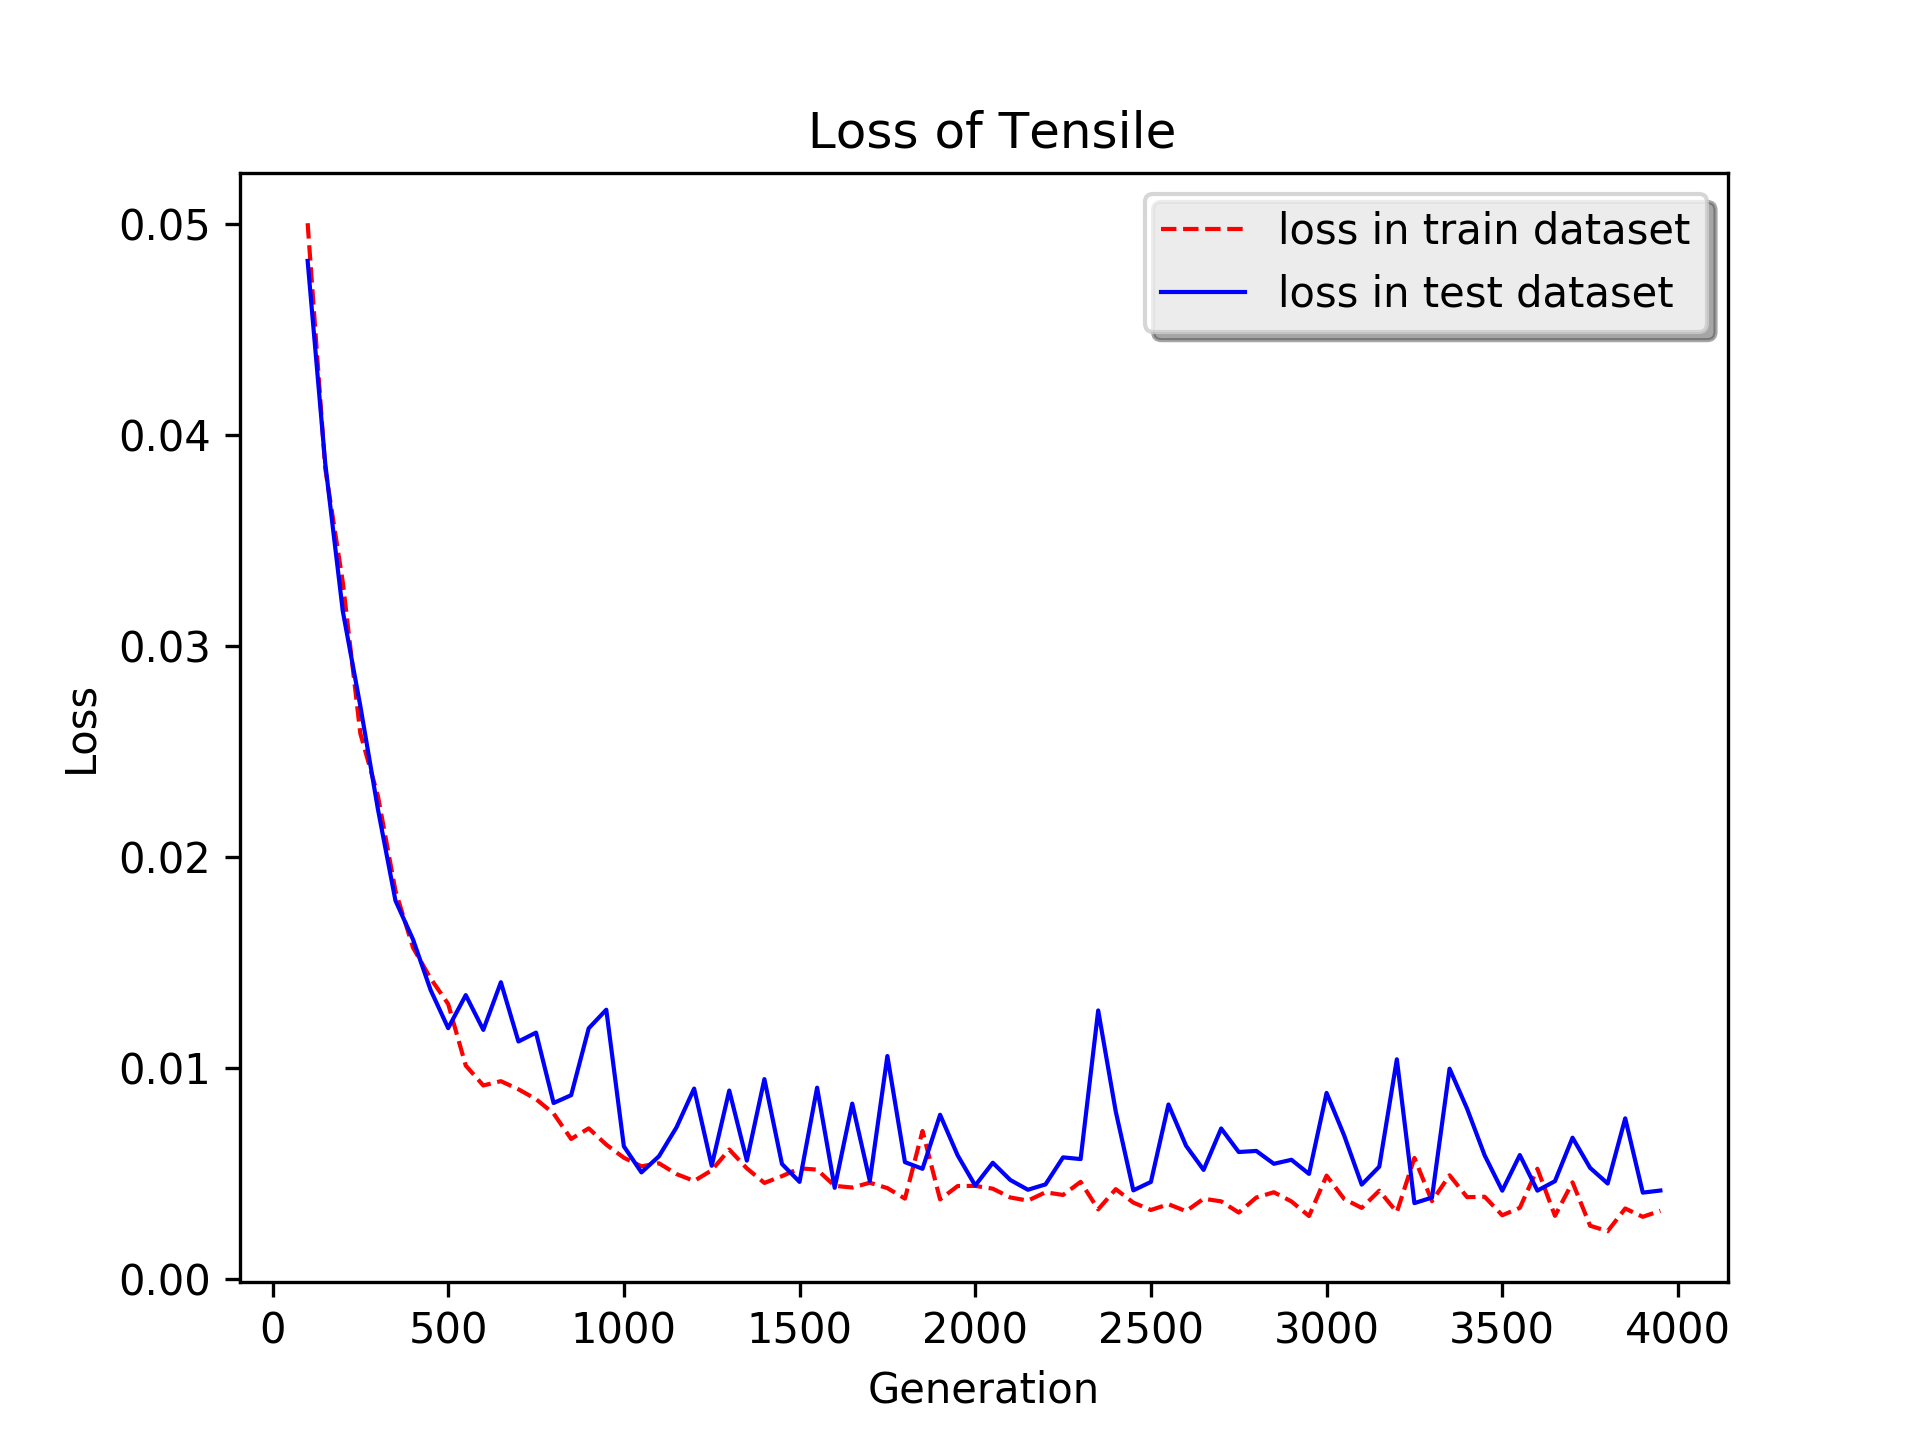 Loss of Tensile
loss in train dataset
loss in test dataset
0.05
0.04
0.03
0.02
0.01
0.00
Loss
0 500 1000 1500 2000 2500 3000 3500 4000
Generation